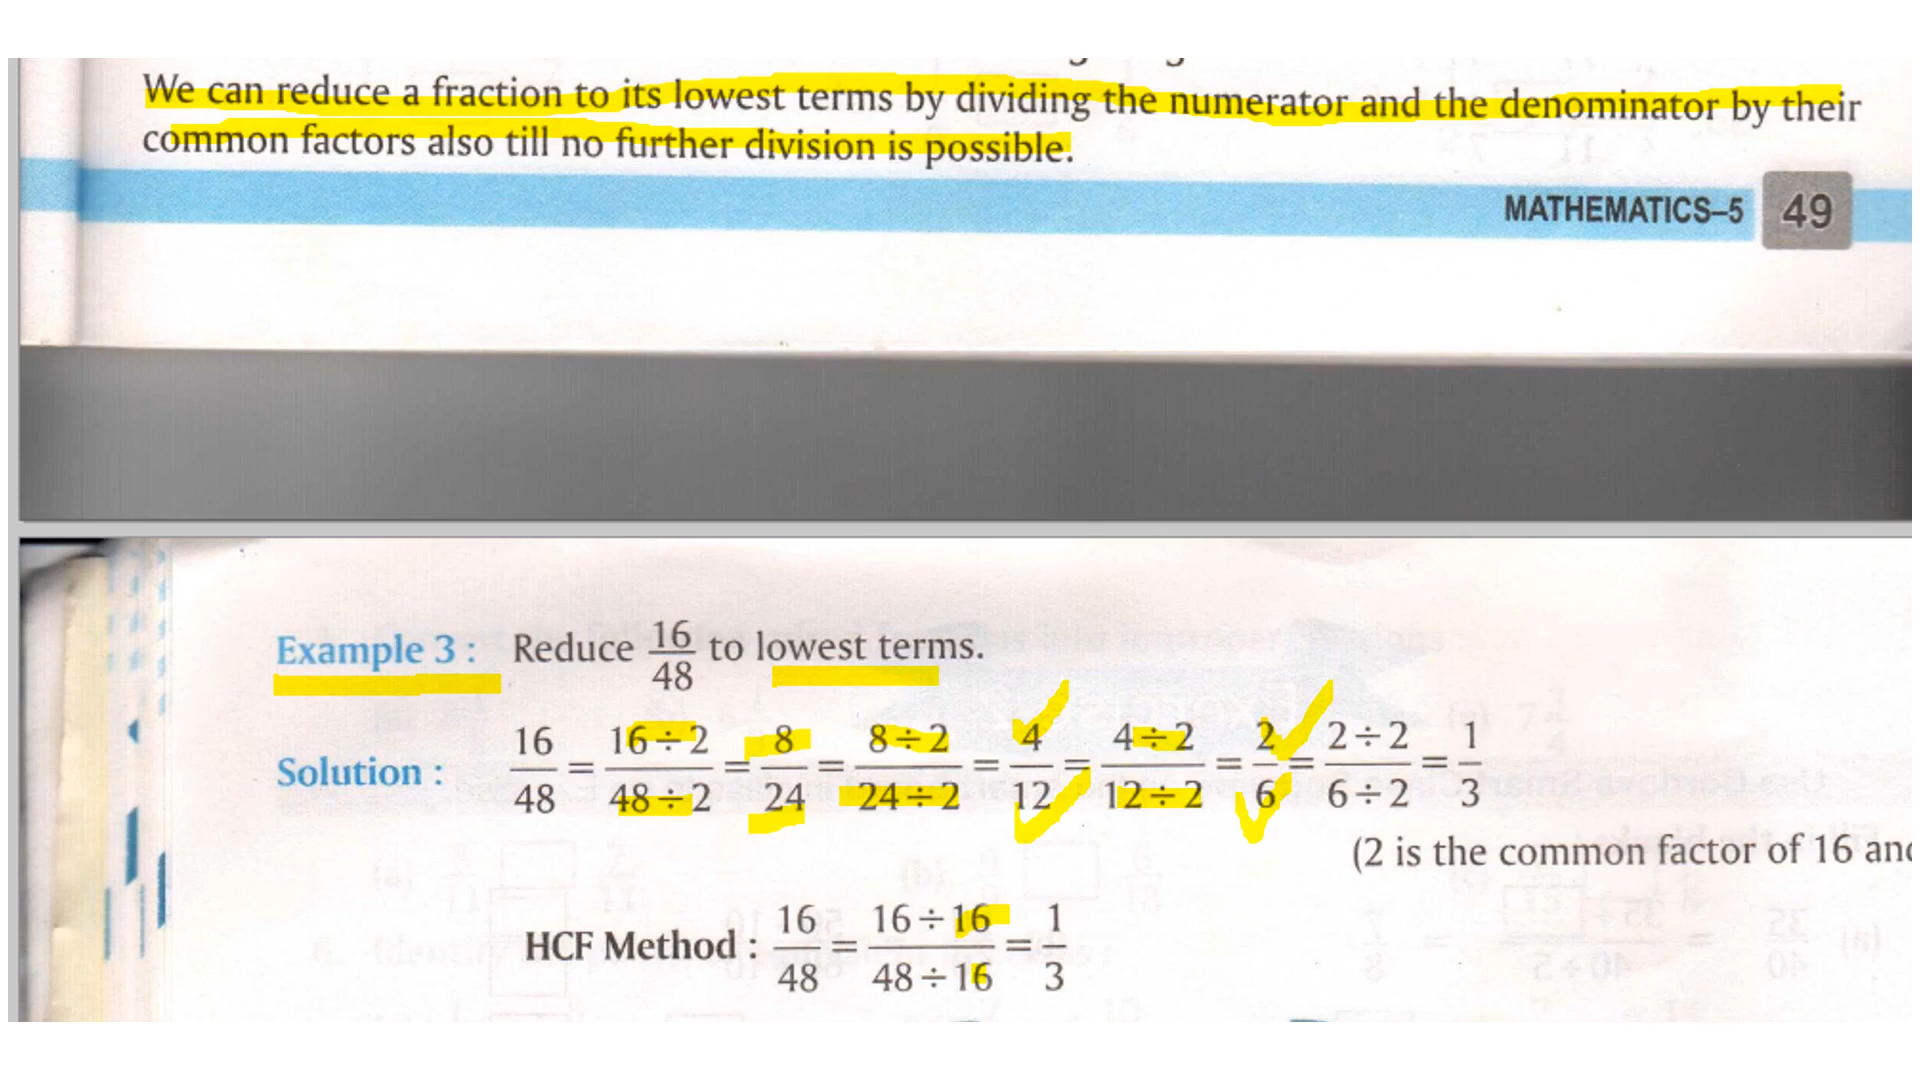 We can reduce a fraction to its lowest terms by dividing the numerator and the denominator by their
common factors also till no further division is possible.
MATHEMATICS–5 49
Example 3 : Reduce 16/48 to lowest terms.
Solution : 16/48 = 16÷2/48÷2 = 8/24 = 8÷2/24÷2 = 4/12 = 4÷2/12÷2 = 2/6 = 2÷2/6÷2 = 1/3
(2 is the common factor of 16 and
HCF Method : 16/48 = 16÷16/48÷16 = 1/3